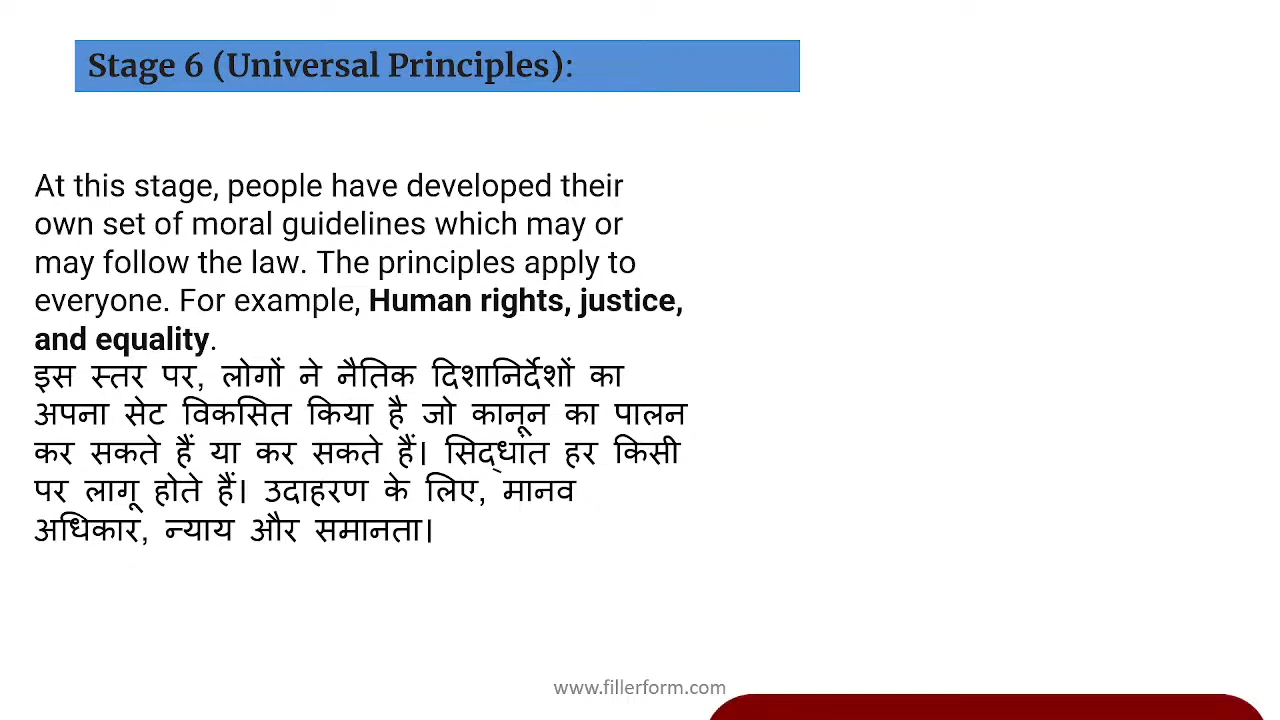 Stage 6 (Universal Principles):
At this stage, people have developed their
own set of moral guidelines which may or
may follow the law. The principles apply to
everyone. For example, Human rights, justice,
and equality.
इस स्तर पर, लोगों ने नैतिक दिशानिर्देशों का
अपना सेट विकसित किया है जो कानून का पालन
कर सकते हैं या कर सकते हैं। सिद्धांत हर किसी
पर लागू होते हैं। उदाहरण के लिए, मानव
अधिकार, न्याय और समानता।
www.fillerform.com